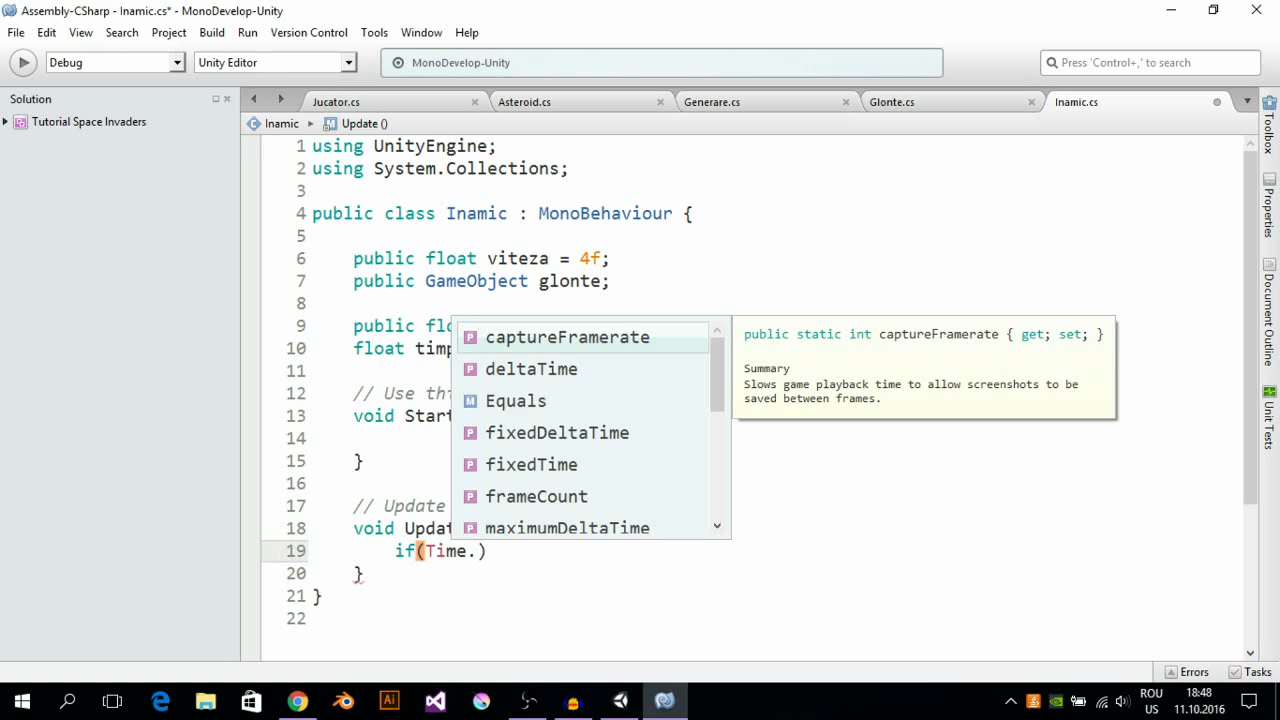 Assembly-CSharp - Inamic.cs* - MonoDevelop-Unity
File Edit View Search Project Build Run Version Control Tools Window Help
Debug Unity Editor MonoDevelop-Unity Press 'Control+,' to search
Solution
Tutorial Space Invaders
Jucator.cs Asteroid.cs Generare.cs Glonte.cs Inamic.cs
Inamic Update ()
1 using UnityEngine;
2 using System.Collections;
3
4 public class Inamic : MonoBehaviour {
5
6 public float viteza = 4f;
7 public GameObject glonte;
8
9 public flo
10 float timp
11
12 // Use thi
13 void Start
14
15 }
16
17 // Update
18 void Updat
19 if(Time.)
20 }
21 }
22
captureFramerate
deltaTime
Equals
fixedDeltaTime
fixedTime
frameCount
maximumDeltaTime
public static int captureFramerate { get; set; }
Summary
Slows game playback time to allow screenshots to be
saved between frames.
Toolbox
Properties
Document Outline
Unit Tests
Errors Tasks
ROU
US
18:48
11.10.2016